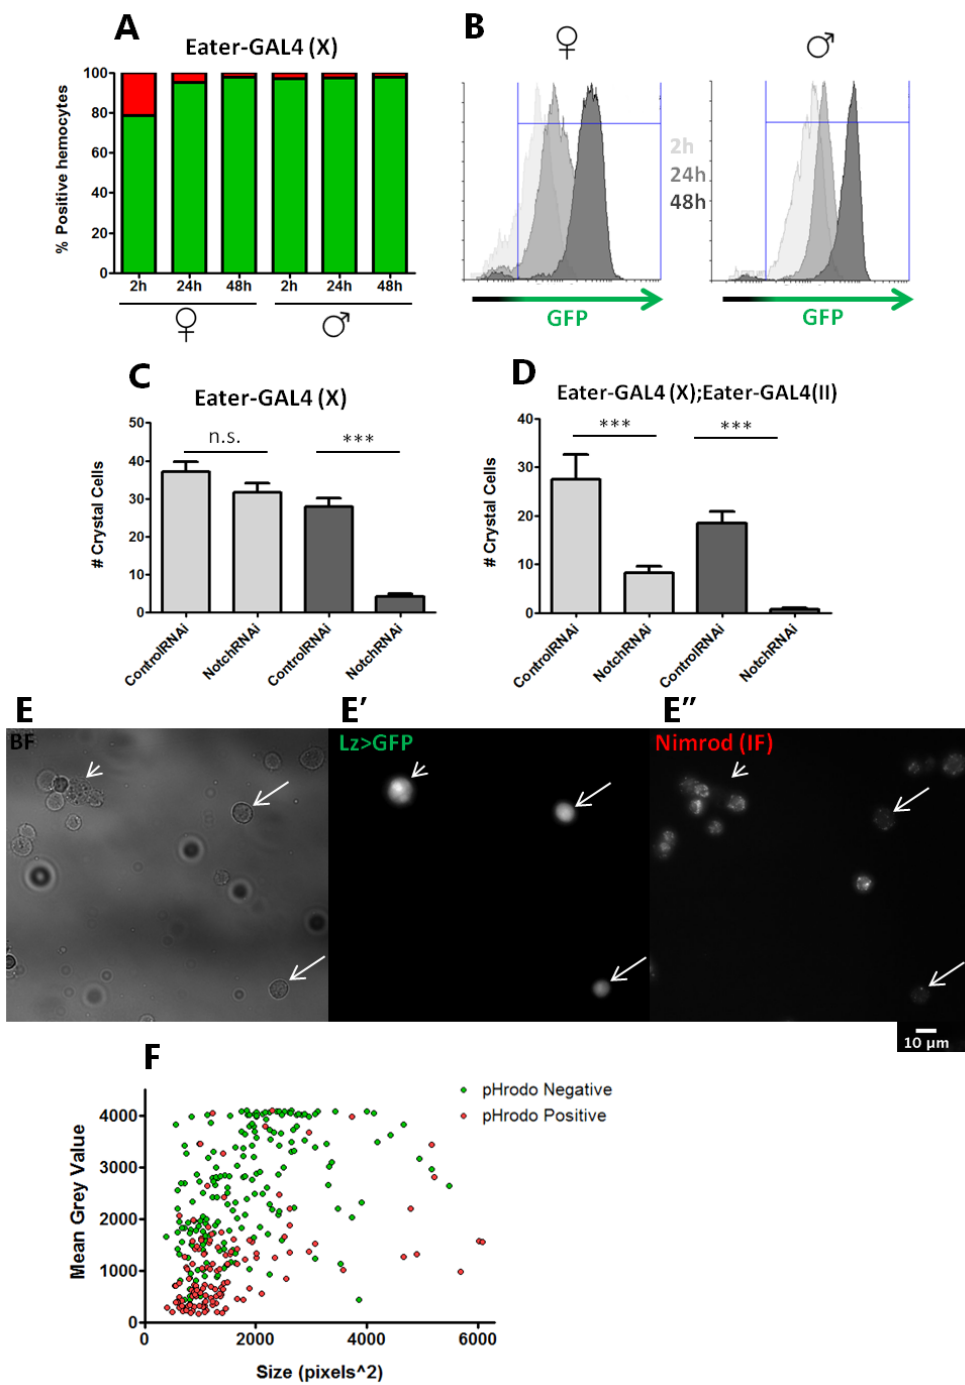 A
Eater-GAL4 (X)
% Positive hemocytes
100
80
60
40
20
0
2h 24h 48h 2h 24h 48h
♀ ♂
B
♀ ♂
2h
24h
48h
GFP GFP
C
Eater-GAL4 (X)
# Crystal Cells
50
40
30
20
10
0
n.s. ***
ControlRNAi NotchRNAi ControlRNAi NotchRNAi
D
Eater-GAL4 (X);Eater-GAL4(II)
# Crystal Cells
40
30
20
10
0
*** ***
ControlRNAi NotchRNAi ControlRNAi NotchRNAi
E E’ E”
BF Lz>GFP Nimrod (IF)
10 µm
F
pHrodo Negative
pHrodo Positive
Mean Grey Value
4000
3000
2000
1000
0
0 2000 4000 6000
Size (pixels^2)